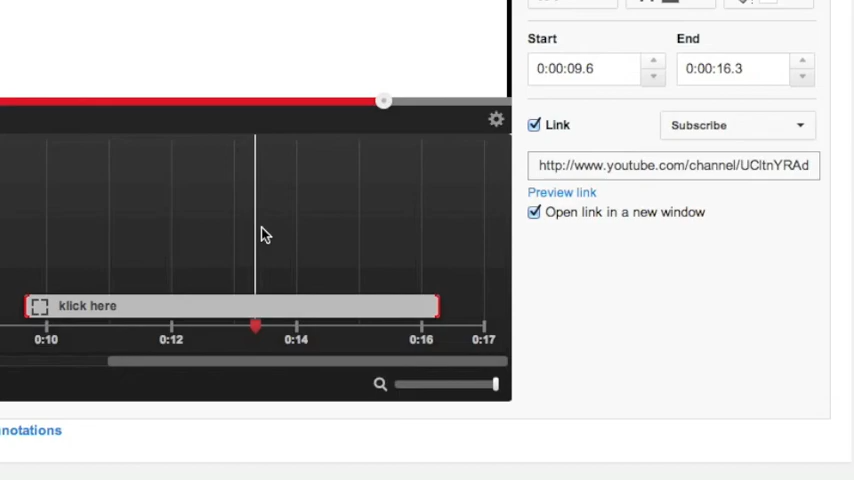 Start
End
0:00:09.6
0:00:16.3
Link
Subscribe
http://www.youtube.com/channel/UCltnYRAd
Preview link
Open link in a new window
klick here
0:10 0:12 0:14 0:16 0:17
notations